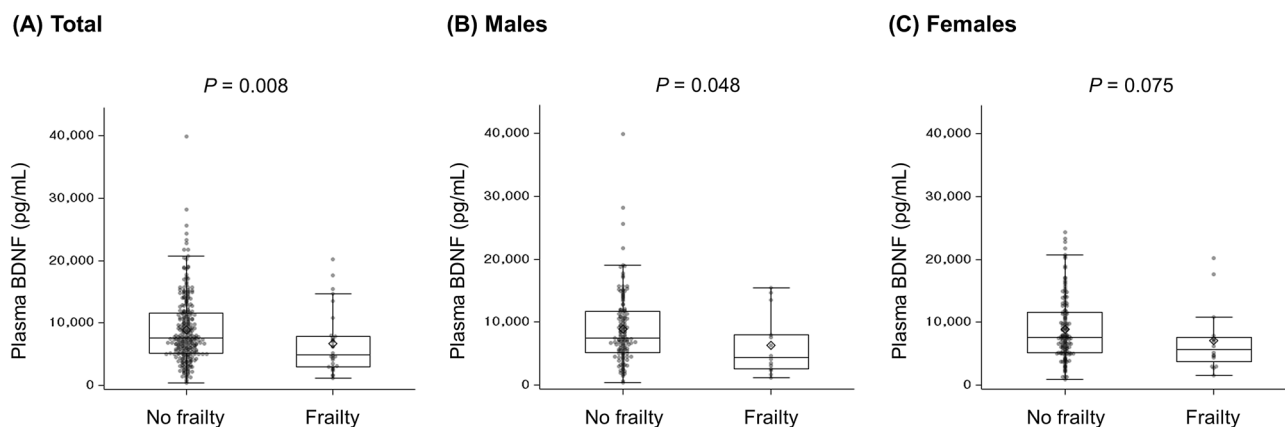 (A) Total
P = 0.008
Plasma BDNF (pg/mL)
40,000
30,000
20,000
10,000
0
No frailty
Frailty
(B) Males
P = 0.048
Plasma BDNF (pg/mL)
40,000
30,000
20,000
10,000
0
No frailty
Frailty
(C) Females
P = 0.075
Plasma BDNF (pg/mL)
40,000
30,000
20,000
10,000
0
No frailty
Frailty